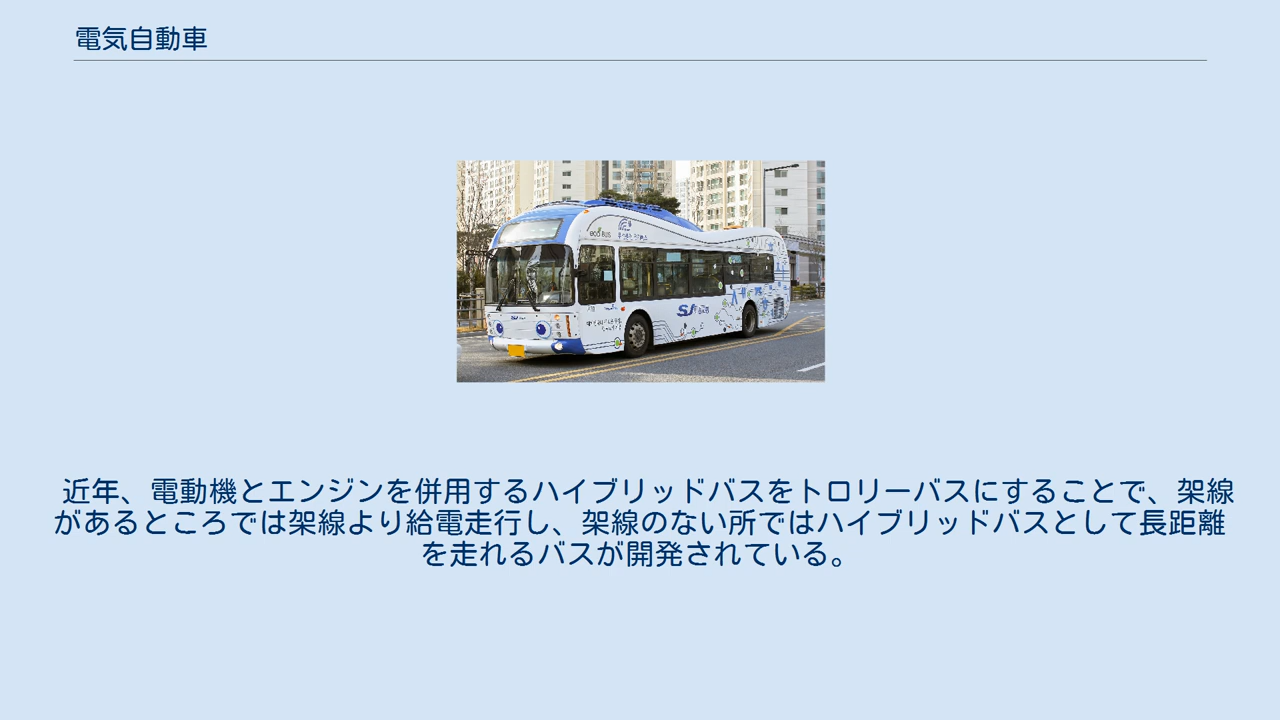 電気自動車
eco BUS
SJ
近年、電動機とエンジンを併用するハイブリッドバスをトロリーバスにすることで、架線
があるところでは架線より給電走行し、架線のない所ではハイブリッドバスとして長距離
を走れるバスが開発されている。